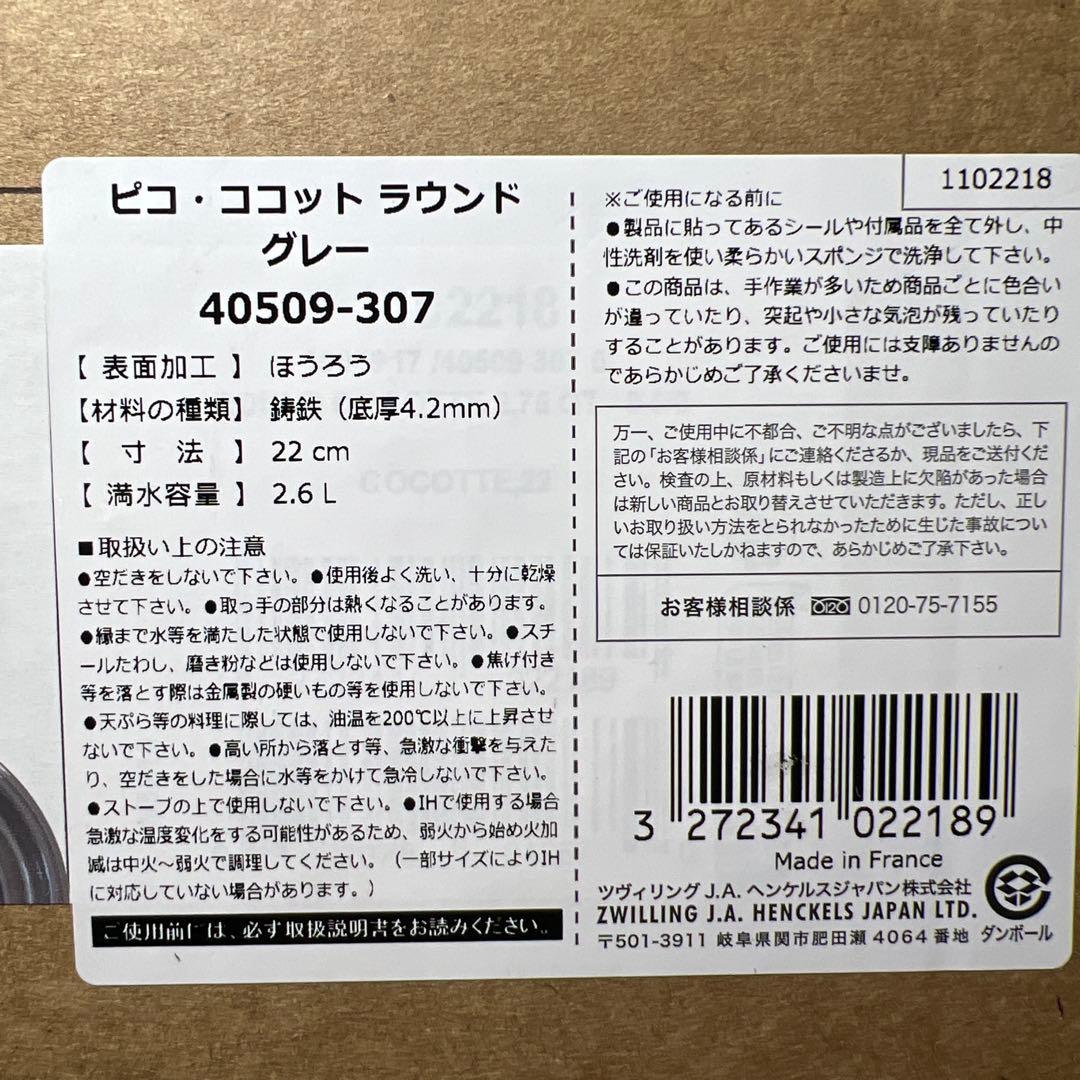 ピコ・ココット ラウンド
グレー
40509-307
【 表面加工 】 ほうろう
【材料の種類】 鋳鉄（底厚4.2mm）
【 寸 法 】 22 cm
【 満水容量 】 2.6 L
■取扱い上の注意
●空だきをしないで下さい。●使用後よく洗い、十分に乾燥
させて下さい。●取っ手の部分は熱くなることがあります。
●縁まで水等を満たした状態で使用しないで下さい。●スチ
ールたわし、磨き粉などは使用しないで下さい。●焦げ付き
等を落とす際は金属製の硬いもの等を使用しないで下さい。
●天ぷら等の料理に際しては、油温を200℃以上に上昇させ
ないで下さい。●高い所から落とす等、急激な衝撃を与えた
り、空だきをした場合に水等をかけて急冷しないで下さい。
●ストーブの上で使用しないで下さい。●IHで使用する場合
急激な温度変化をする可能性があるため、弱火から始め火加
減は中火～弱火で調理してください。（一部サイズによりIH
に対応していない場合があります。）
ご使用前には、必ず取扱説明書をお読みください。
1102218
※ご使用になる前に
●製品に貼ってあるシールや付属品を全て外し、中
性洗剤を使い柔らかいスポンジで洗浄して下さい。
●この商品は、手作業が多いため商品ごとに色合い
が違っていたり、突起や小さな気泡が残っていたり
することがあります。ご使用には支障ありませんの
であらかじめご了承くださいませ。
万一、ご使用中に不都合、ご不明な点がございましたら、下
記の「お客様相談係」にご連絡くださるか、現品をご送付くだ
さい。検査の上、原材料もしくは製造上に欠陥があった場合
は新しい商品とお取り替えさせていただきます。ただし、正し
いお取り扱い方法をとられなかったために生じた事故につい
ては保証いたしかねますので、あらかじめご了承下さい。
お客様相談係 0120-75-7155
3 272341 022189
Made in France
ツヴィリング J.A. ヘンケルスジャパン株式会社
ZWILLING J.A. HENCKELS JAPAN LTD.
〒501-3911 岐阜県関市肥田瀬 4064 番地 ダンボール